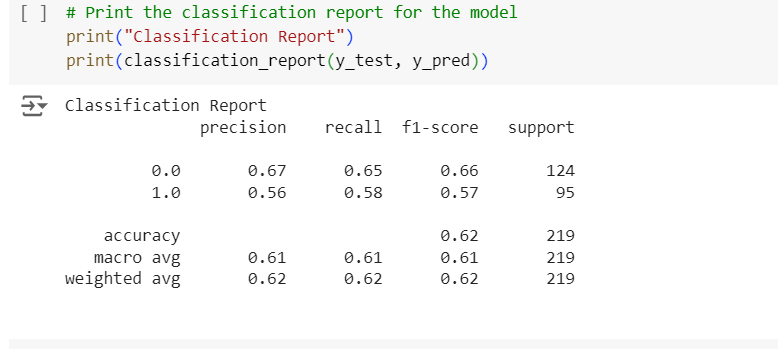 [ ] # Print the classification report for the model
print("Classification Report")
print(classification_report(y_test, y_pred))
Classification Report
precision recall f1-score support
0.0 0.67 0.65 0.66 124
1.0 0.56 0.58 0.57 95
accuracy 0.62 219
macro avg 0.61 0.61 0.61 219
weighted avg 0.62 0.62 0.62 219